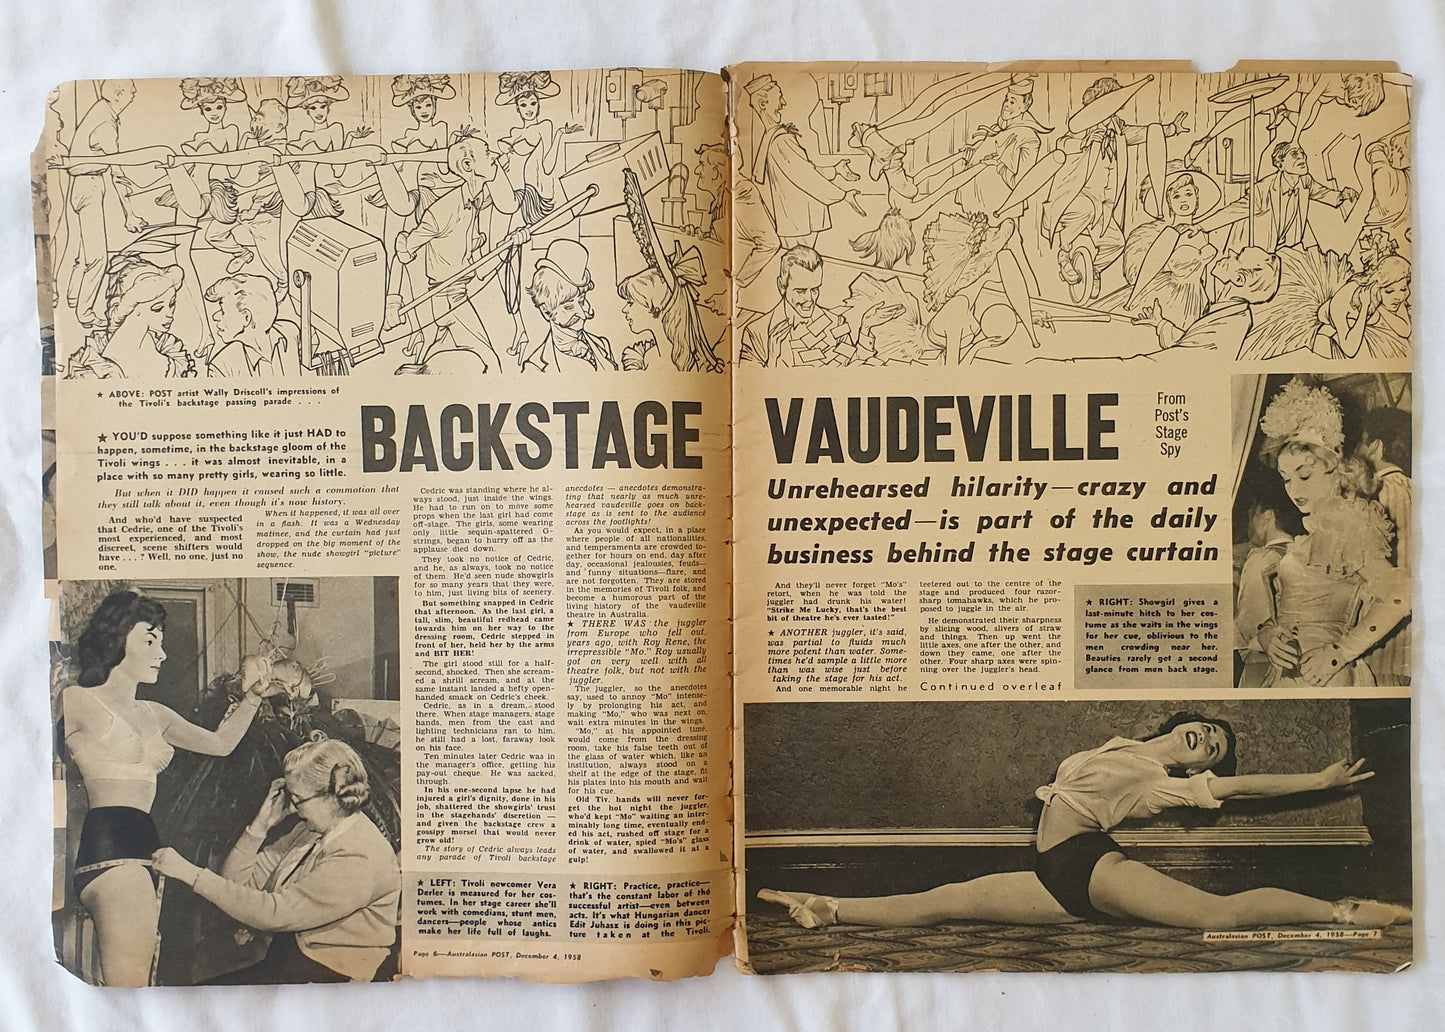 ★ ABOVE: POST artist Wally Driscoll's impressions of
the Tivoli's backstage passing parade . . .
BACKSTAGE
★ YOU'D suppose something like it just HAD to
happen, sometime, in the backstage gloom of the
Tivoli wings . . . it was almost inevitable, in a
place with so many pretty girls, wearing so little.
But when it DID happen it caused such a commotion that
they still talk about it, even though it's now history.
And who'd have suspected
that Cedric, one of the Tivoli's
most experienced, and most
discreet, scene shifters would
have . . . ? Well, no one, just no
one.
When it happened, it was all over
in a flash. It was a Wednesday
matinee, and the curtain had just
dropped on the big moment of the
show, the nude showgirl "picture"
sequence.
Cedric was standing where he al-
ways stood, just inside the wings.
He had to run on to move some
props when the last girl had come
off-stage. The girls, some wearing
only little sequin-spattered G-
strings, began to hurry off as the
applause died down.
They took no notice of Cedric,
and he, as always, took no notice
of them. He'd seen nude showgirls
for so many years that they were,
to him, just living bits of scenery.
But something snapped in Cedric
that afternoon. As the last girl, a
tall, slim, beautiful redhead came
towards him on her way to the
dressing room, Cedric stepped in
front of her, held her by the arms
and BIT HER!
The girl stood still for a half-
second, shocked. Then she scream-
ed a shrill scream, and at the
same instant landed a hefty open-
handed smack on Cedric's cheek.
Cedric, as in a dream, stood
there. When stage managers, stage
hands, men from the cast and
lighting technicians ran to him,
he still had a lost, faraway look
on his face.
Ten minutes later Cedric was in
the manager's office, getting his
pay-out cheque. He was sacked,
through.
In his one-second lapse he had
injured a girl's dignity, done in his
job, shattered the showgirls' trust
in the stagehands' discretion —
and given the backstage crew a
gossipy morsel that would never
grow old!
The story of Cedric always leads
any parade of Tivoli backstage
anecdotes — anecdotes demonstra-
ting that nearly as much unre-
hearsed vaudeville goes on back-
stage as is sent to the audience
across the footlights!
As you would expect, in a place
where people of all nationalities,
and temperaments are crowded to-
gether for hours on end, day after
day, occasional jealousies, feuds—
and funny situations—flare, and
are not forgotten. They are stored
in the memories of Tivoli folk, and
become a humorous part of the
living history of the vaudeville
theatre in Australia.
★ THERE WAS the juggler
from Europe who fell out,
years ago, with Roy Rene, the
irrepressible "Mo." Roy usually
got on very well with all
theatre folk, but not with the
juggler.
The juggler, so the anecdotes
say, used to annoy "Mo" intense-
ly by prolonging his act, and
making "Mo," who was next on,
wait extra minutes in the wings.
"Mo," at his appointed time,
would come from the dressing
room, take his false teeth out of
the glass of water which, like an
institution, always stood on a
shelf at the edge of the stage, fit
his plates into his mouth and wait
for his cue.
Old Tiv. hands will never for-
get the hot night the juggler,
who'd kept "Mo" waiting an inter-
minably long time, eventually end-
ed his act, rushed off stage for a
drink of water, spied "Mo's" glass
of water, and swallowed it at a
gulp!
★ LEFT: Tivoli newcomer Vera
Derler is measured for her cos-
tumes. In her stage career she'll
work with comedians, stunt men,
dancers—people whose antics
make her life full of laughs.
★ RIGHT: Practice, practice—
that's the constant labor of the
successful artist—even between
acts. It's what Hungarian dancer
Edit Juhasz is doing in this pic-
ture taken at the Tivoli.
Page 6—Australasian POST, December 4, 1958
VAUDEVILLE
From
Post's
Stage
Spy
Unrehearsed hilarity—crazy and
unexpected—is part of the daily
business behind the stage curtain
And they'll never forget "Mo's"
retort, when he was told the
juggler had drunk his water!
"Strike Me Lucky, that's the best
bit of theatre he's ever tasted!"
★ ANOTHER juggler, it's said,
was partial to fluids much
more potent than water. Some-
times he'd sample a little more
than was wise just before
taking the stage for his act.
And one memorable night he
teetered out to the centre of the
stage and produced four razor-
sharp tomahawks, which he pro-
posed to juggle in the air.
He demonstrated their sharpness
by slicing wood, slivers of straw
and things. Then up went the
little axes, one after the other, and
down they came, one after the
other. Four sharp axes were spin-
ning over the juggler's head.
Continued overleaf
★ RIGHT: Showgirl gives a
last-minute hitch to her cos-
tume as she waits in the wings
for her cue, oblivious to the
men crowding near her.
Beauties rarely get a second
glance from men back stage.
Australasian POST, December 4, 1958—Page 7